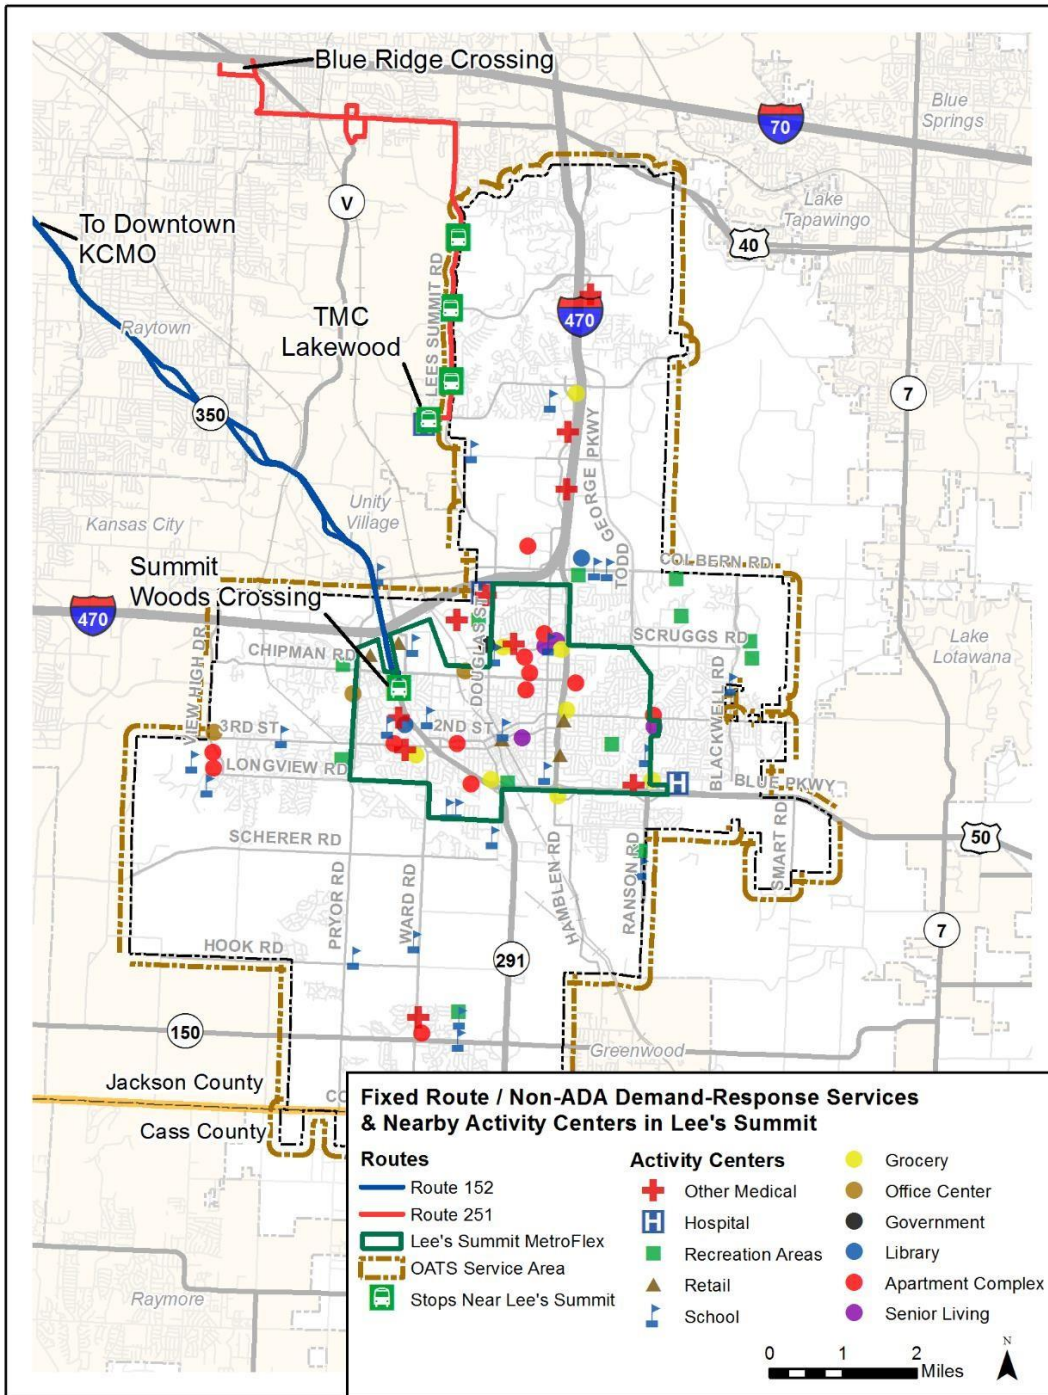 Blue Ridge Crossing
70
Blue
Springs
V
To Downtown
KCMO
Lake
Tapawingo
40
LEES SUMMIT RD
TMC
Lakewood
470
Raytown
350
7
GEORGE PKWY
Unity
Village
Kansas City
TODD
COLBERN RD
Summit
Woods Crossing
470
DOUGLAS ST
SCRUGGS RD
CHIPMAN RD
Lake
Lotawana
VIEW HIGH DR
3RD ST
2ND ST
BLACKWELL RD
LONGVIEW RD
BLUE PKWY
H
SCHERER RD
50
SMART RD
HAMBLEN RD
RANSON RD
PRYOR RD
WARD RD
HOOK RD
291
7
150
Greenwood
Jackson County
CO
Cass County
Raymore
Fixed Route / Non-ADA Demand-Response Services
& Nearby Activity Centers in Lee's Summit
Routes
Route 152
Route 251
Lee's Summit MetroFlex
OATS Service Area
Stops Near Lee's Summit
Activity Centers
Other Medical
H Hospital
Recreation Areas
Retail
School
Grocery
Office Center
Government
Library
Apartment Complex
Senior Living
0 1 2
Miles
N